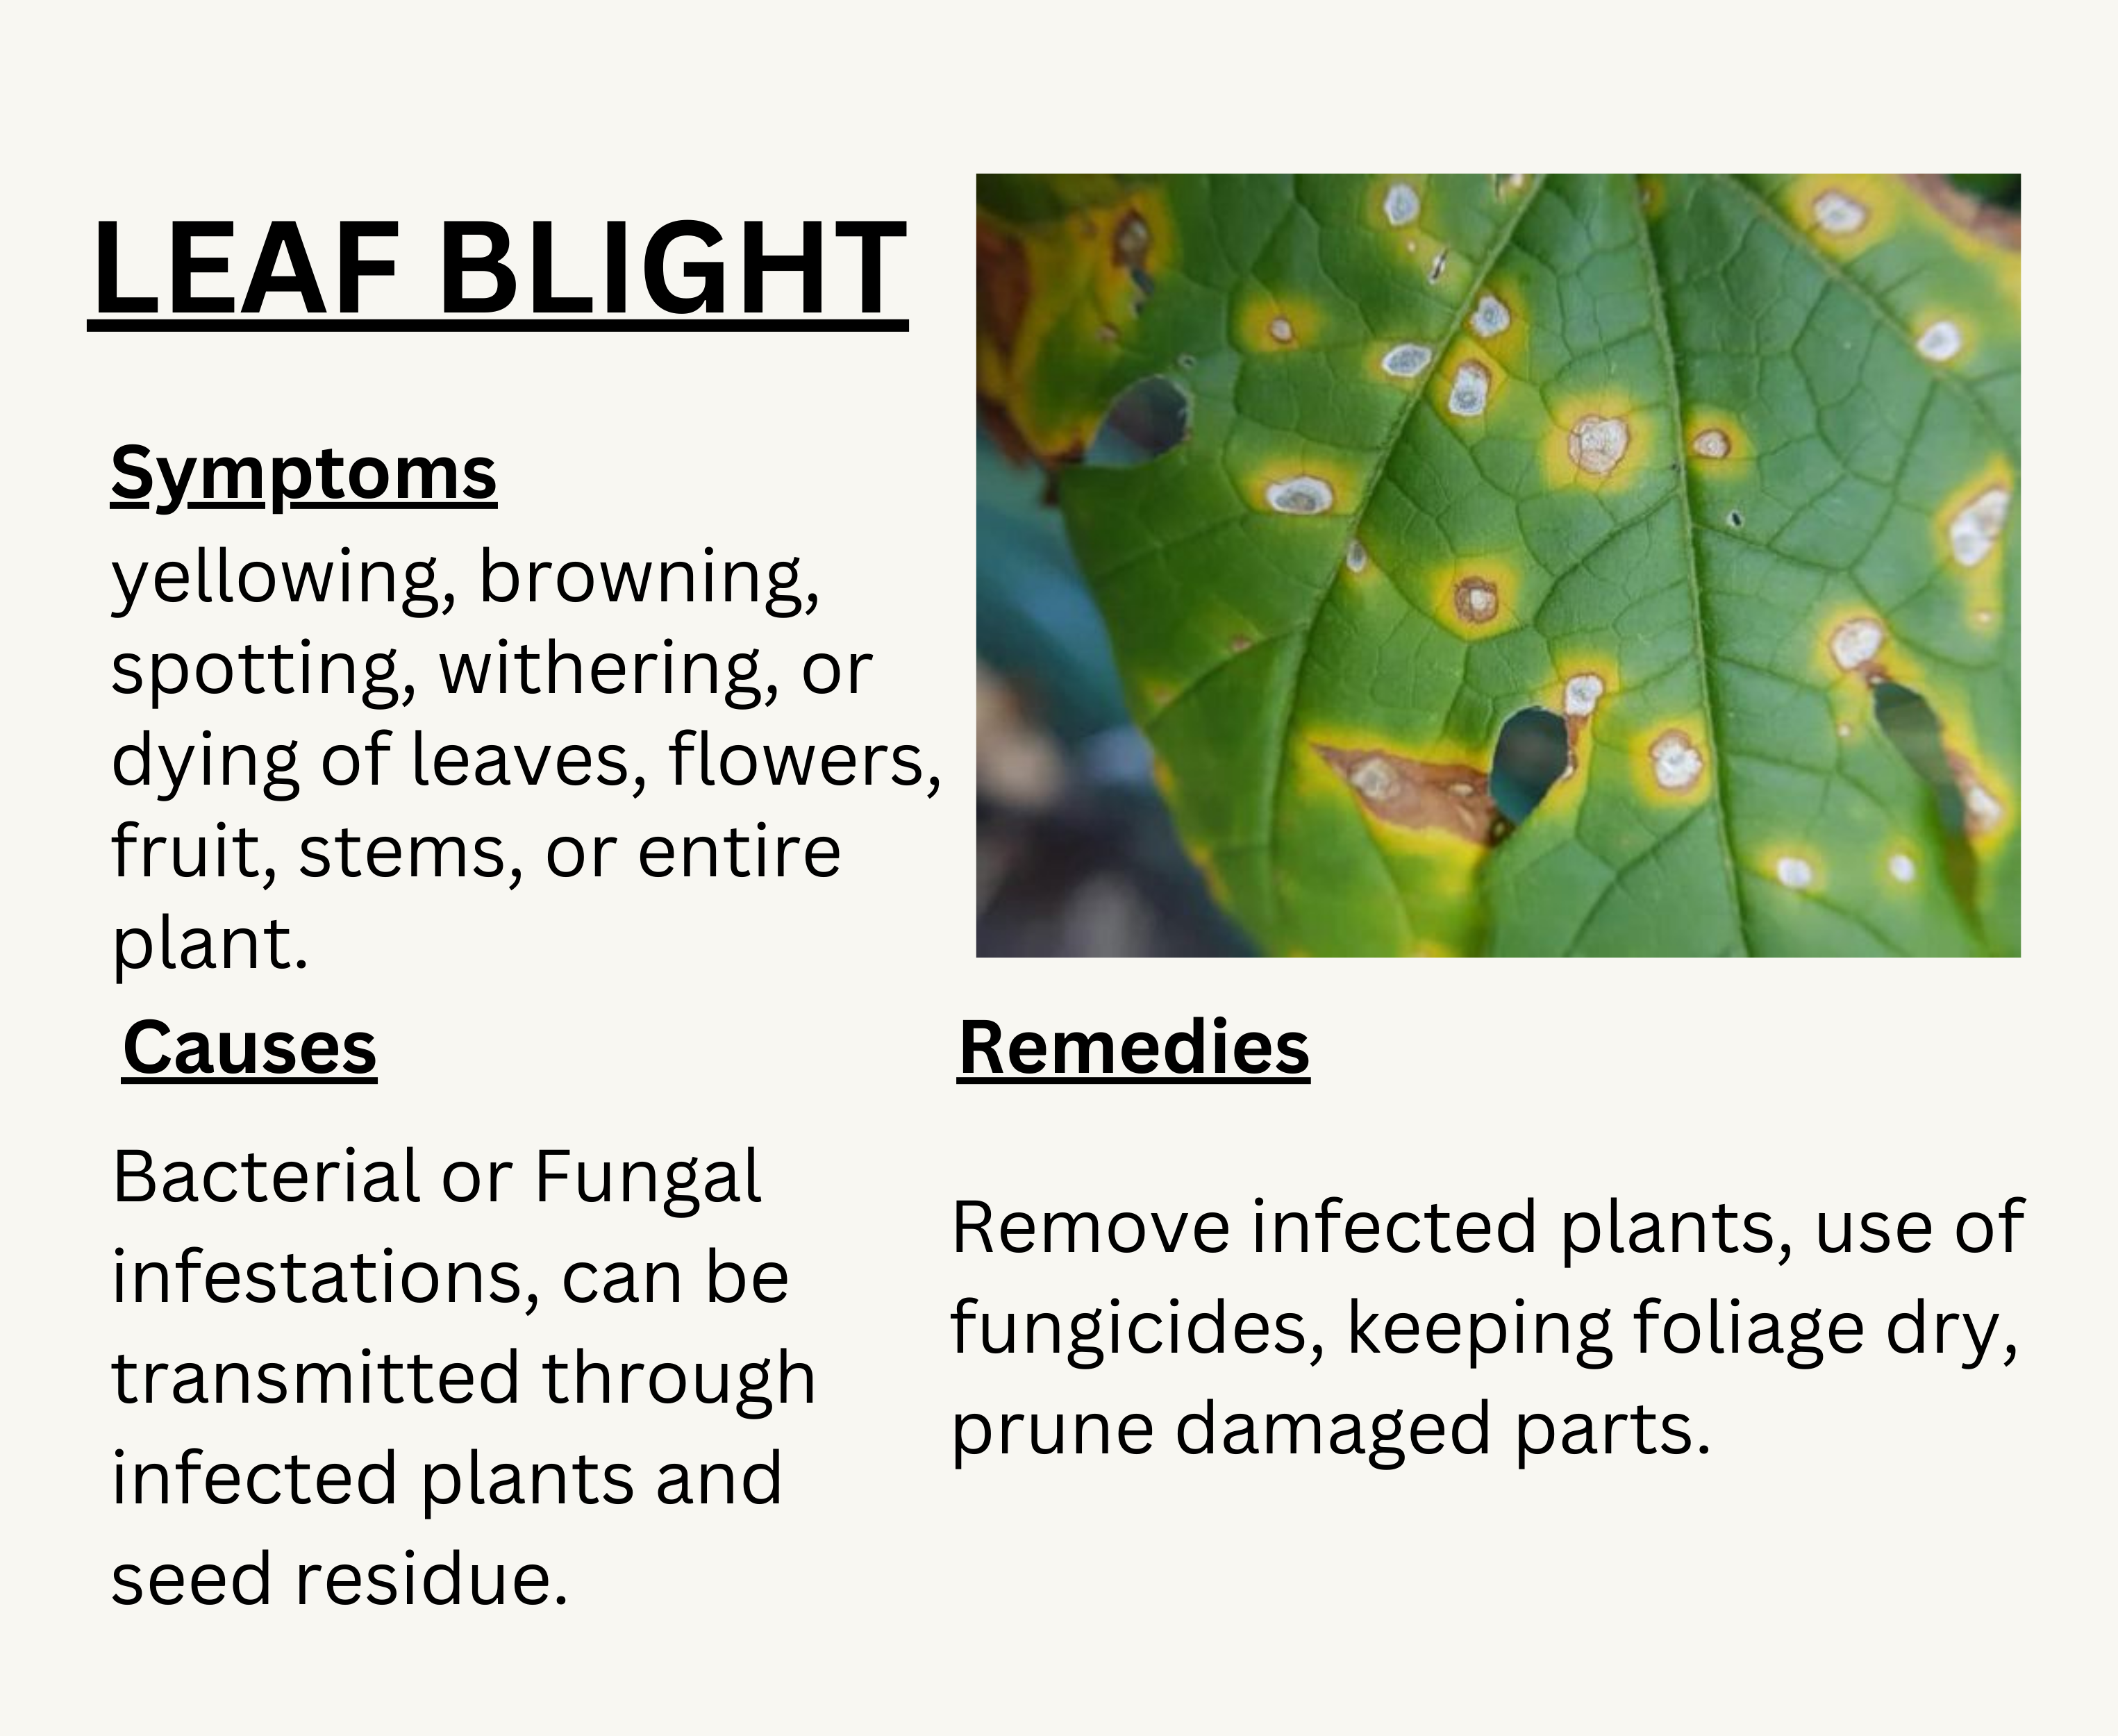 LEAF BLIGHT
Symptoms
yellowing, browning,
spotting, withering, or
dying of leaves, flowers,
fruit, stems, or entire
plant.
Causes
Bacterial or Fungal
infestations, can be
transmitted through
infected plants and
seed residue.
Remedies
Remove infected plants, use of
fungicides, keeping foliage dry,
prune damaged parts.